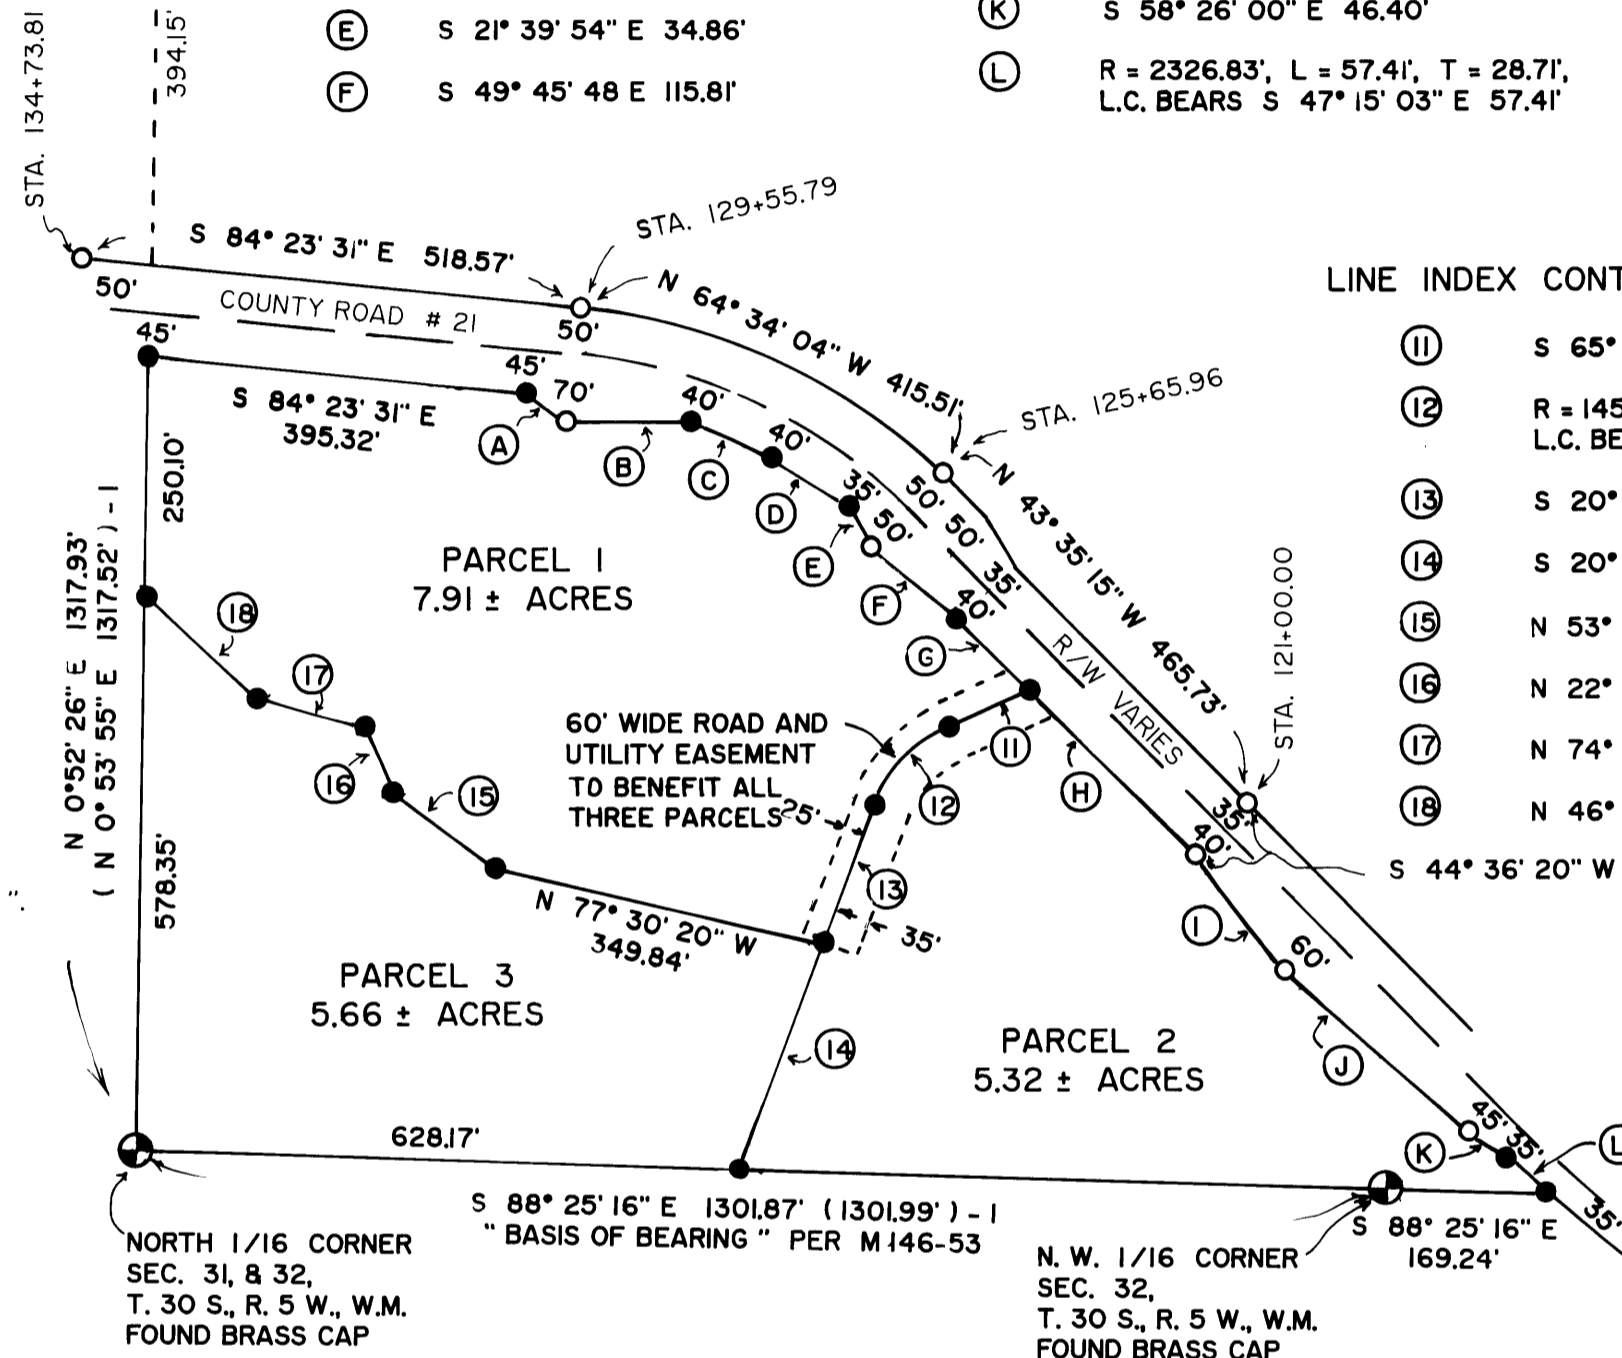 STA. 134+73.81
394.15'
E S 21° 39' 54" E 34.86'
F S 49° 45' 48 E 115.81'
K S 58° 26' 00" E 46.40'
L R = 2326.83', L = 57.41', T = 28.71',
L.C. BEARS S 47° 15' 03" E 57.41'
S 84° 23' 31" E 518.57'
STA. 129+55.79
N 64° 34' 04" W 415.51'
STA. 125+65.96
N 43° 35' 15" W 465.73'
STA. 121+00.00
50'
COUNTY ROAD # 21
50'
45'
45'
70'
40'
40'
35'
50'
50'
50'
35'
40'
R/W VARIES
35'
40'
60'
45'
35'
35'
S 84° 23' 31" E
395.32'
A
B
C
D
E
F
G
H
I
J
K
L
LINE INDEX CONT
11 S 65°
12 R = 145
L.C. BE
13 S 20°
14 S 20°
15 N 53°
16 N 22°
17 N 74°
18 N 46°
S 44° 36' 20" W
250.10'
N 0°52' 26" E 1317.93'
( N 0° 53' 55" E 1317.52' ) - 1
578.35'
PARCEL 1
7.91 ± ACRES
18
17
16
15
60' WIDE ROAD AND
UTILITY EASEMENT
TO BENEFIT ALL
THREE PARCELS
25'
11
12
13
35'
14
N 77° 30' 20" W
349.84'
PARCEL 3
5.66 ± ACRES
PARCEL 2
5.32 ± ACRES
628.17'
S 88° 25' 16" E 1301.87' ( 1301.99' ) - 1
" BASIS OF BEARING " PER M 146-53
S 88° 25' 16" E
169.24'
NORTH 1/16 CORNER
SEC. 31, & 32,
T. 30 S., R. 5 W., W.M.
FOUND BRASS CAP
N. W. 1/16 CORNER
SEC. 32,
T. 30 S., R. 5 W., W.M.
FOUND BRASS CAP